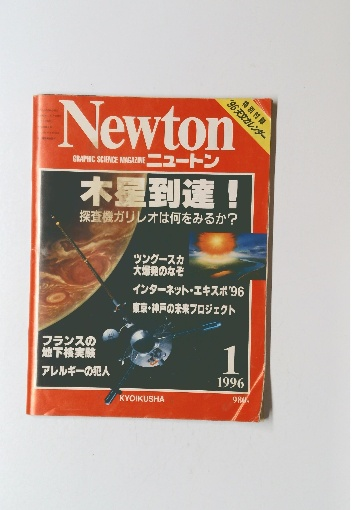 特別付録
'96天文カレンダー
Newton
GRAPHIC SCIENCE MAGAZINE ニュートン
木星到達！
探査機ガリレオは何をみるか？
ツングースカ
大爆発のなぞ
インターネット・エキスポ'96
東京・神戸の未来プロジェクト
フランスの
地下核実験
アレルギーの犯人
1
1996
KYOIKUSHA